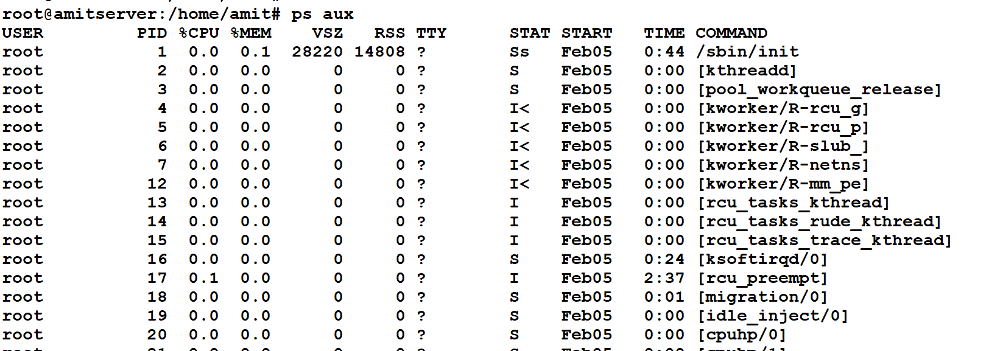 root@amitserver:/home/amit# ps aux
USER         PID %CPU %MEM    VSZ   RSS TTY      STAT START   TIME COMMAND
root           1  0.0  0.1  28220 14808 ?        Ss   Feb05   0:44 /sbin/init
root           2  0.0  0.0      0     0 ?        S    Feb05   0:00 [kthreadd]
root           3  0.0  0.0      0     0 ?        S    Feb05   0:00 [pool_workqueue_release]
root           4  0.0  0.0      0     0 ?        I<   Feb05   0:00 [kworker/R-rcu_g]
root           5  0.0  0.0      0     0 ?        I<   Feb05   0:00 [kworker/R-rcu_p]
root           6  0.0  0.0      0     0 ?        I<   Feb05   0:00 [kworker/R-slub_]
root           7  0.0  0.0      0     0 ?        I<   Feb05   0:00 [kworker/R-netns]
root          12  0.0  0.0      0     0 ?        I<   Feb05   0:00 [kworker/R-mm_pe]
root          13  0.0  0.0      0     0 ?        I    Feb05   0:00 [rcu_tasks_kthread]
root          14  0.0  0.0      0     0 ?        I    Feb05   0:00 [rcu_tasks_rude_kthread]
root          15  0.0  0.0      0     0 ?        I    Feb05   0:00 [rcu_tasks_trace_kthread]
root          16  0.0  0.0      0     0 ?        S    Feb05   0:24 [ksoftirqd/0]
root          17  0.1  0.0      0     0 ?        I    Feb05   2:37 [rcu_preempt]
root          18  0.0  0.0      0     0 ?        S    Feb05   0:01 [migration/0]
root          19  0.0  0.0      0     0 ?        S    Feb05   0:00 [idle_inject/0]
root          20  0.0  0.0      0     0 ?        S    Feb05   0:00 [cpuhp/0]